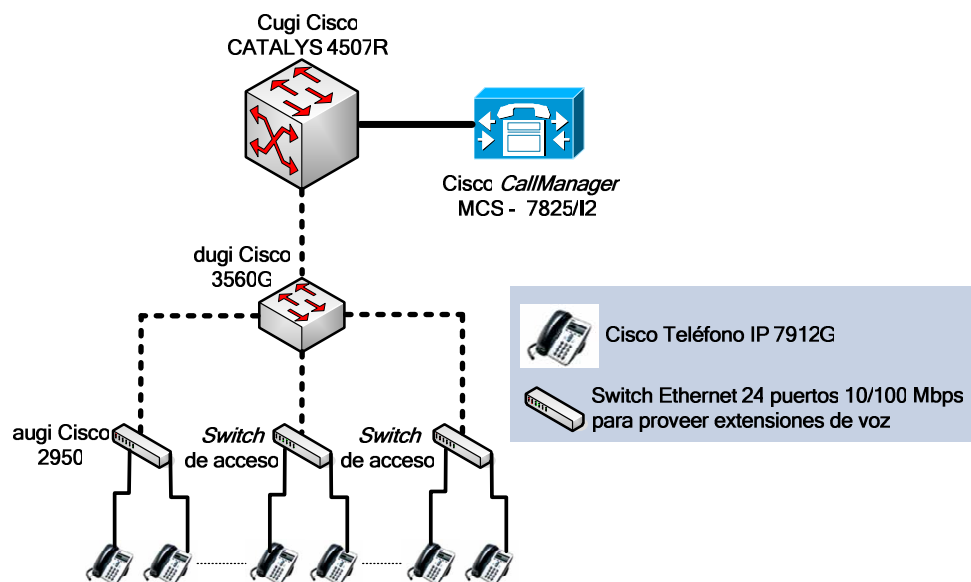 Cugi Cisco
CATALYS 4507R
Cisco CallManager
MCS - 7825/I2
dugi Cisco
3560G
Cisco Teléfono IP 7912G
Switch Ethernet 24 puertos 10/100 Mbps
para proveer extensiones de voz
augi Cisco
2950
Switch
de acceso
Switch
de acceso